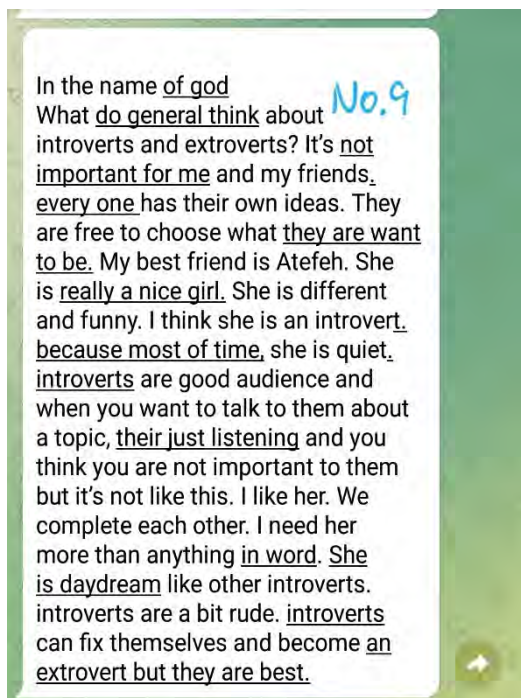 In the name of god
No.9
What do general think about
introverts and extroverts? It's not
important for me and my friends.
every one has their own ideas. They
are free to choose what they are want
to be. My best friend is Atefeh. She
is really a nice girl. She is different
and funny. I think she is an introvert.
because most of time, she is quiet.
introverts are good audience and
when you want to talk to them about
a topic, their just listening and you
think you are not important to them
but it's not like this. I like her. We
complete each other. I need her
more than anything in word. She
is daydream like other introverts.
introverts are a bit rude. introverts
can fix themselves and become an
extrovert but they are best.